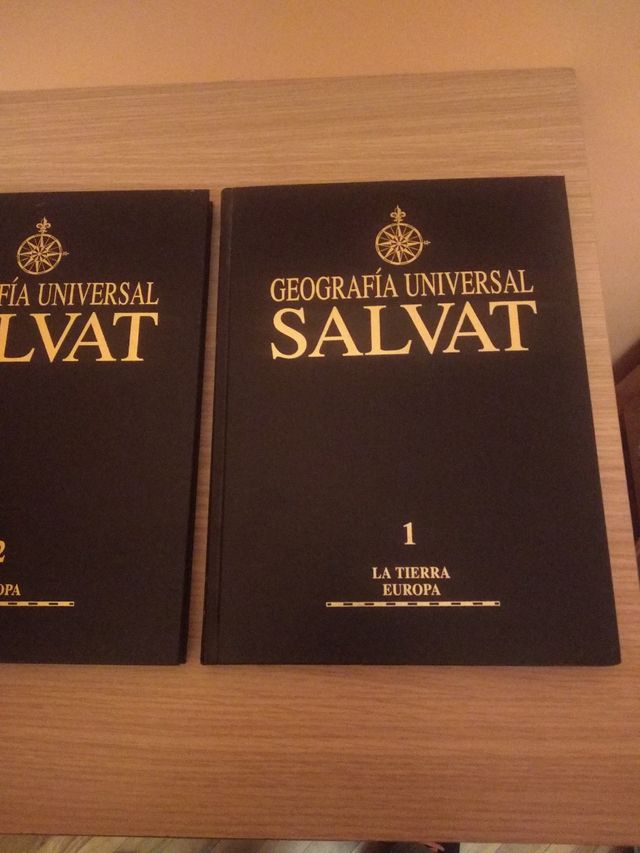 FÍA UNIVERSAL
LVAT
2
OPA
GEOGRAFÍA UNIVERSAL
SALVAT
1
LA TIERRA
EUROPA